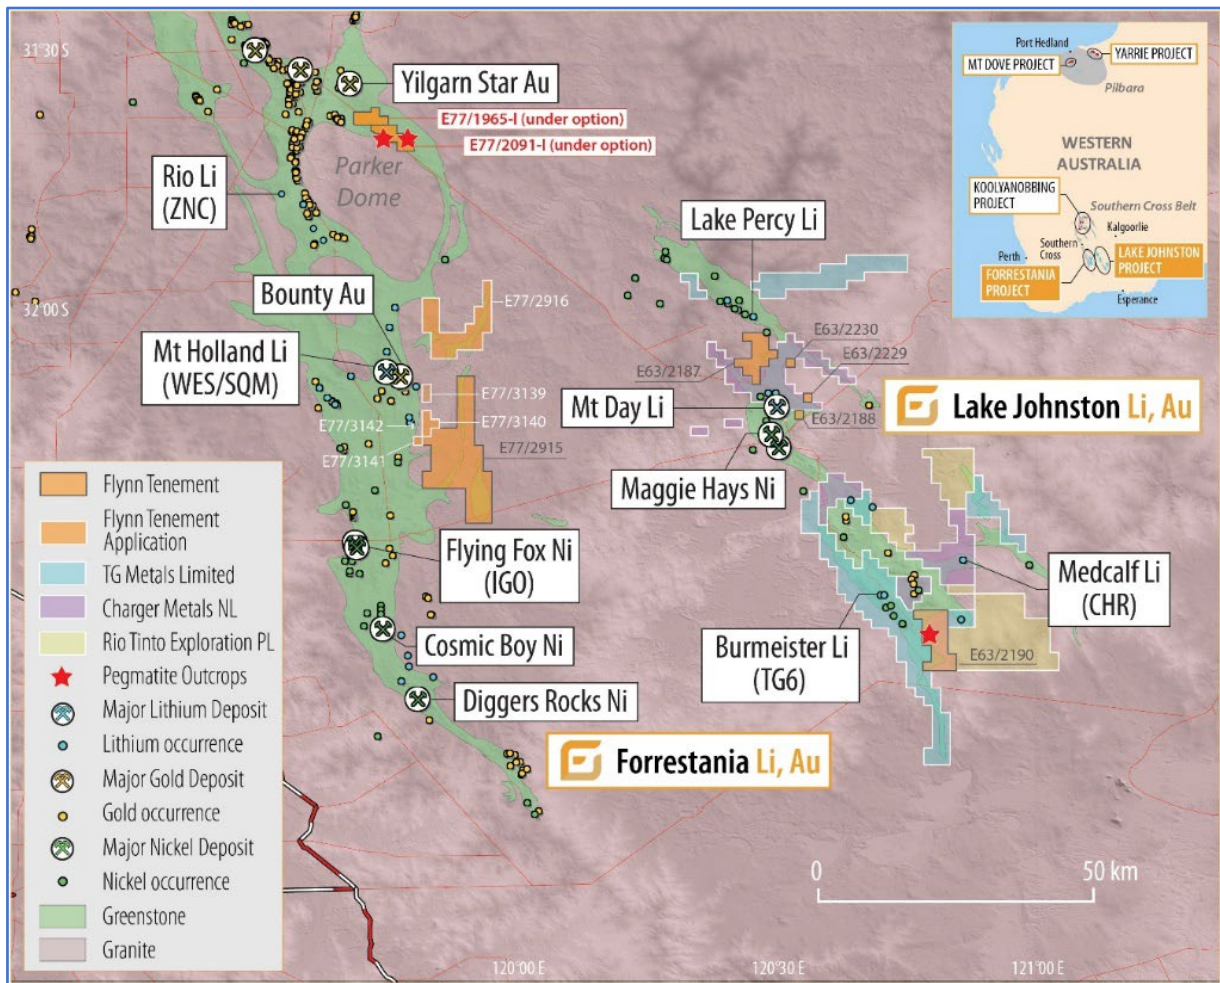 31°30 S
Yilgarn Star Au
E77/1965-I (under option)
E77/2091-I (under option)
Parker
Dome
Rio Li
(ZNC)
Lake Percy Li
Bounty Au
E77/2916
32°00 S
Mt Holland Li
(WES/SQM)
E63/2230
E63/2229
E63/2187
E77/3139
Mt Day Li
Lake Johnston Li, Au
E77/3142
E77/3140
E63/2188
E77/3141
E77/2915
Maggie Hays Ni
Flying Fox Ni
(IGO)
Medcalf Li
(CHR)
Cosmic Boy Ni
Burmeister Li
(TG6)
E63/2190
Diggers Rocks Ni
Forrestania Li, Au
0
50 km
120°00 E
120°30 E
121°00 E
Port Hedland
YARRIE PROJECT
MT DOVE PROJECT
Pilbara
WESTERN
AUSTRALIA
KOOLYANOBBING
PROJECT
Southern Cross Belt
Kalgoorlie
Southern
Cross
Perth
LAKE JOHNSTON
PROJECT
FORRESTANIA
PROJECT
Esperance
Flynn Tenement
Flynn Tenement
Application
TG Metals Limited
Charger Metals NL
Rio Tinto Exploration PL
Pegmatite Outcrops
Major Lithium Deposit
Lithium occurrence
Major Gold Deposit
Gold occurrence
Major Nickel Deposit
Nickel occurrence
Greenstone
Granite